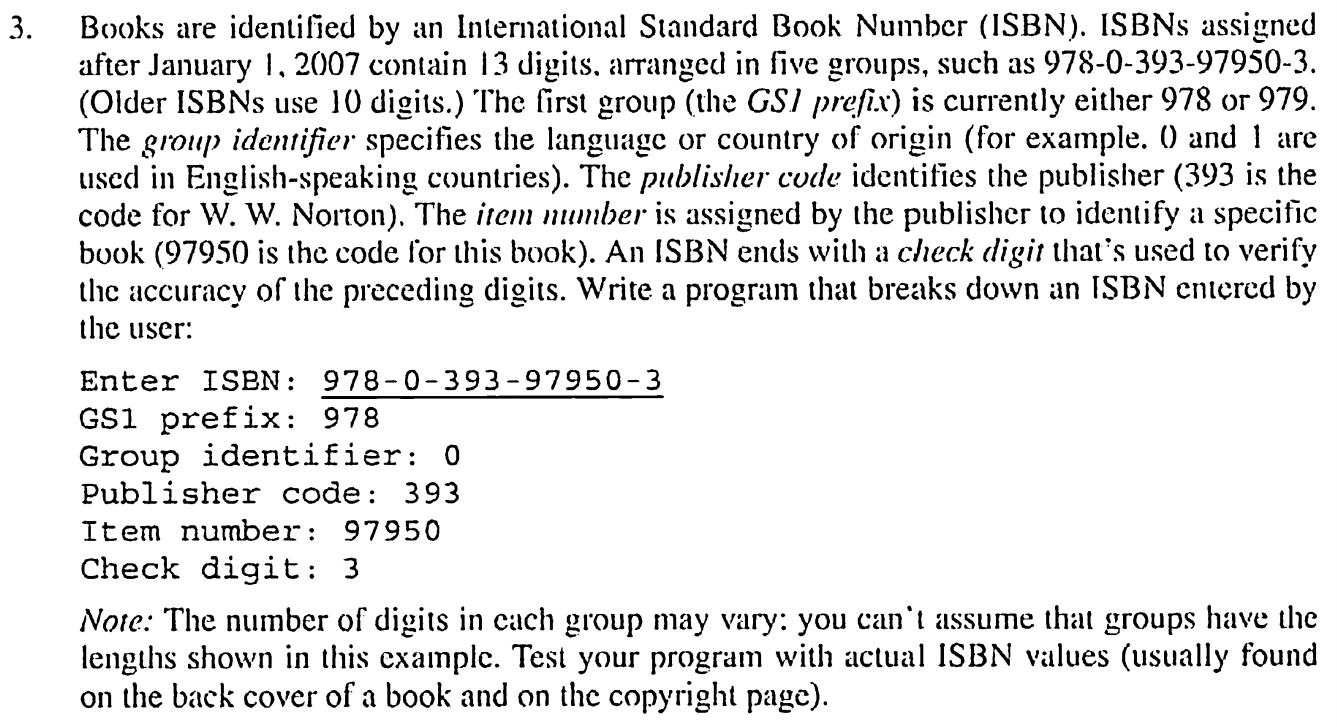 3. Books are identified by an International Standard Book Number (ISBN). ISBNs assigned
after January 1, 2007 contain 13 digits, arranged in five groups, such as 978-0-393-97950-3.
(Older ISBNs use 10 digits.) The first group (the GS1 prefix) is currently either 978 or 979.
The group identifier specifies the language or country of origin (for example, 0 and 1 are
used in English-speaking countries). The publisher code identifies the publisher (393 is the
code for W. W. Norton). The item number is assigned by the publisher to identify a specific
book (97950 is the code for this book). An ISBN ends with a check digit that's used to verify
the accuracy of the preceding digits. Write a program that breaks down an ISBN entered by
the user:
Enter ISBN: 978-0-393-97950-3
GS1 prefix: 978
Group identifier: 0
Publisher code: 393
Item number: 97950
Check digit: 3
Note: The number of digits in each group may vary; you can't assume that groups have the
lengths shown in this example. Test your program with actual ISBN values (usually found
on the back cover of a book and on the copyright page).